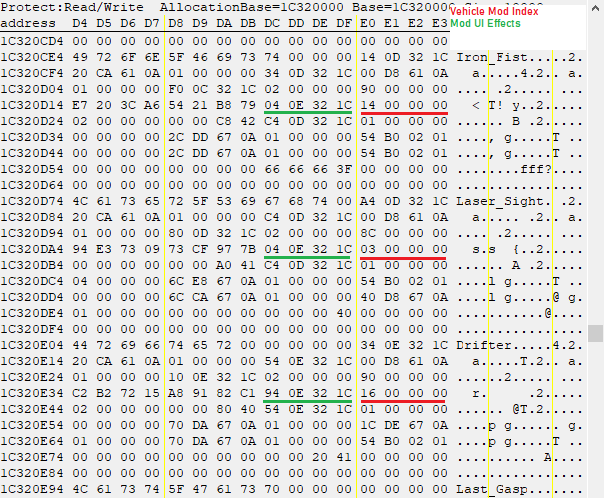 Protect:Read/Write AllocationBase=1C320000 Base=1C320000
Vehicle Mod Index
address D4 D5 D6 D7 D8 D9 DA DB DC DD DE DF E0 E1 E2 E3
Mod UI Effects
1C320CD4 00 00 00 00 00 00 00 00 00 00 00 00 00 00 00 00
1C320CE4 49 72 6F 6E 5F 46 69 73 74 00 00 00 14 0D 32 1C Iron_Fist.....2.
1C320CF4 20 CA 61 0A 01 00 00 00 34 0D 32 1C 00 D8 61 0A a.....4.2.. a.
1C320D04 01 00 00 00 F0 0C 32 1C 02 00 00 00 90 00 00 00 ..... .2..... ...
1C320D14 E7 20 3C A6 54 21 B8 79 04 0E 32 1C 14 00 00 00 < T! y..2.....
1C320D24 02 00 00 00 00 00 C8 42 C4 0D 32 1C 01 00 00 00 ...... B .2.....
1C320D34 00 00 00 00 2C DD 67 0A 01 00 00 00 54 B0 02 01 ...., g.....T ..
1C320D44 00 00 00 00 2C DD 67 0A 01 00 00 00 54 B0 02 01 ...., g.....T ..
1C320D54 00 00 00 00 00 00 00 00 66 66 66 3F 00 00 00 00 ........fff?....
1C320D64 00 00 00 00 00 00 00 00 00 00 00 00 00 00 00 00 ................
1C320D74 4C 61 73 65 72 5F 53 69 67 68 74 00 A4 0D 32 1C Laser_Sight. .2.
1C320D84 20 CA 61 0A 01 00 00 00 C4 0D 32 1C 00 D8 61 0A a..... .2.. a.
1C320D94 01 00 00 00 80 0D 32 1C 02 00 00 00 8C 00 00 00 ..... .2..... ...
1C320DA4 94 E3 73 09 73 CF 97 7B 04 0E 32 1C 03 00 00 00 s.s {..2.....
1C320DB4 00 00 00 00 00 00 A0 41 C4 0D 32 1C 01 00 00 00 ...... A .2.....
1C320DC4 04 00 00 00 6C E8 67 0A 01 00 00 00 54 B0 02 01 ....l g.....T ..
1C320DD4 00 00 00 00 6C CA 67 0A 01 00 00 00 40 D8 67 0A ....l g.....@ g.
1C320DE4 01 00 00 00 00 00 00 00 00 00 00 40 00 00 00 00 ...........@....
1C320DF4 00 00 00 00 00 00 00 00 00 00 00 00 00 00 00 00 ................
1C320E04 44 72 69 66 74 65 72 00 00 00 00 00 34 0E 32 1C Drifter.....4.2.
1C320E14 20 CA 61 0A 01 00 00 00 54 0E 32 1C 00 D8 61 0A a.....T.2.. a.
1C320E24 01 00 00 00 10 0E 32 1C 02 00 00 00 90 00 00 00 ......2..... ...
1C320E34 C2 B2 72 15 A8 91 82 C1 94 0E 32 1C 16 00 00 00 r. .2.....
1C320E44 02 00 00 00 00 00 80 40 54 0E 32 1C 01 00 00 00 ...... @T.2.....
1C320E54 00 00 00 00 70 DA 67 0A 01 00 00 00 1C DE 67 0A ....p g..... g.
1C320E64 01 00 00 00 70 DA 67 0A 01 00 00 00 54 B0 02 01 ....p g.....T ..
1C320E74 00 00 00 00 00 00 00 00 00 00 20 41 00 00 00 00 .......... A....
1C320E84 00 00 00 00 00 00 00 00 00 00 00 00 00 00 00 00 ................
1C320E94 4C 61 73 74 5F 47 61 73 70 00 00 00 00 00 00 00 Last_Gasp.......